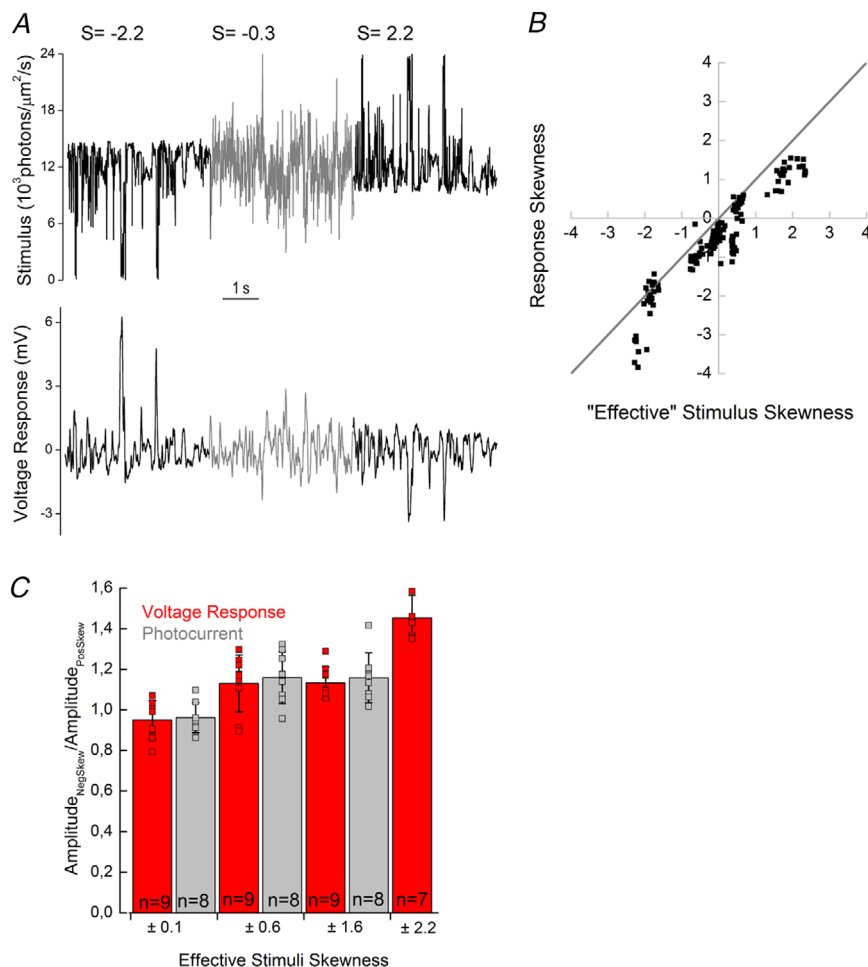 A
S= -2.2 S= -0.3 S= 2.2
Stimulus (10³photons/μm²/s)
24
18
12
6
0
1 s
Voltage Response (mV)
6
3
0
-3
B
Response Skewness
4
3
2
1
0
-4 -3 -2 -1 0 1 2 3 4
-1
-2
-3
-4
"Effective" Stimulus Skewness
C
Amplitude_NegSkew/Amplitude_PosSkew
1,6
1,4
1,2
1,0
0,8
0,6
0,4
0,2
0,0
Voltage Response
Photocurrent
n=9 n=8 n=9 n=8 n=9 n=8 n=7
± 0.1 ± 0.6 ± 1.6 ± 2.2
Effective Stimuli Skewness